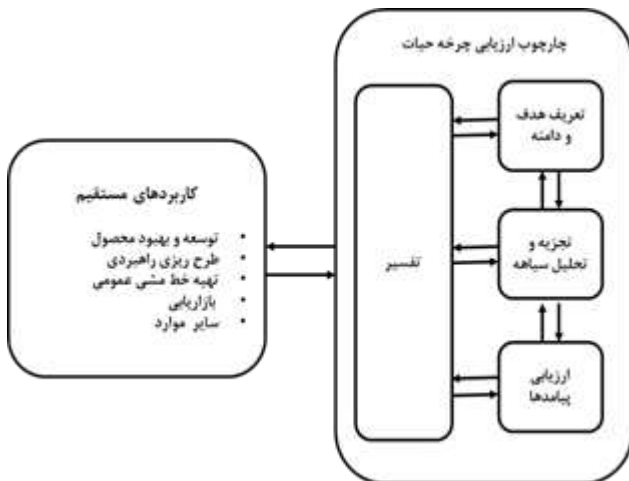 چارچوب ارزیابی چرخه حیات
تعریف هدف
و دامنه
تجزیه و
تحلیل سیاهه
ارزیابی
پیامدها
تفسیر
کاربردهای مستقیم
• توسعه و بهبود محصول
• طرح ریزی راهبردی
• تهیه خط مشی عمومی
• بازاریابی
• سایر موارد